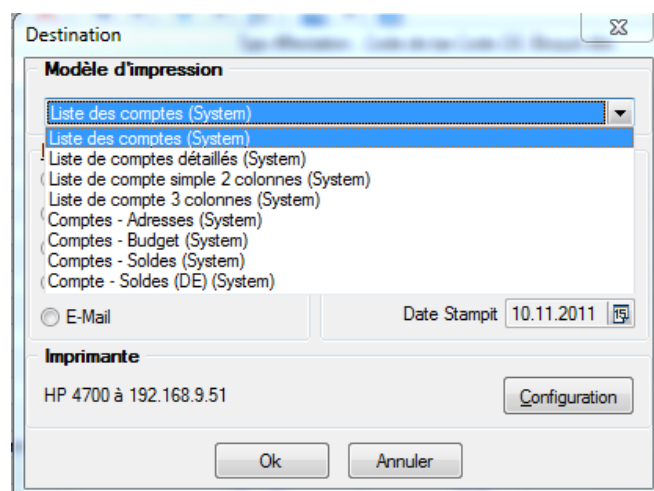 Destination
Modèle d'impression
Liste des comptes (System)
Liste des comptes (System)
Liste de comptes détaillés (System)
Liste de compte simple 2 colonnes (System)
Liste de compte 3 colonnes (System)
Comptes - Adresses (System)
Comptes - Budget (System)
Comptes - Soldes (System)
Compte - Soldes (DE) (System)
E-Mail
Date Stampit 10.11.2011 15
Imprimante
HP 4700 à 192.168.9.51
Configuration
Ok Annuler